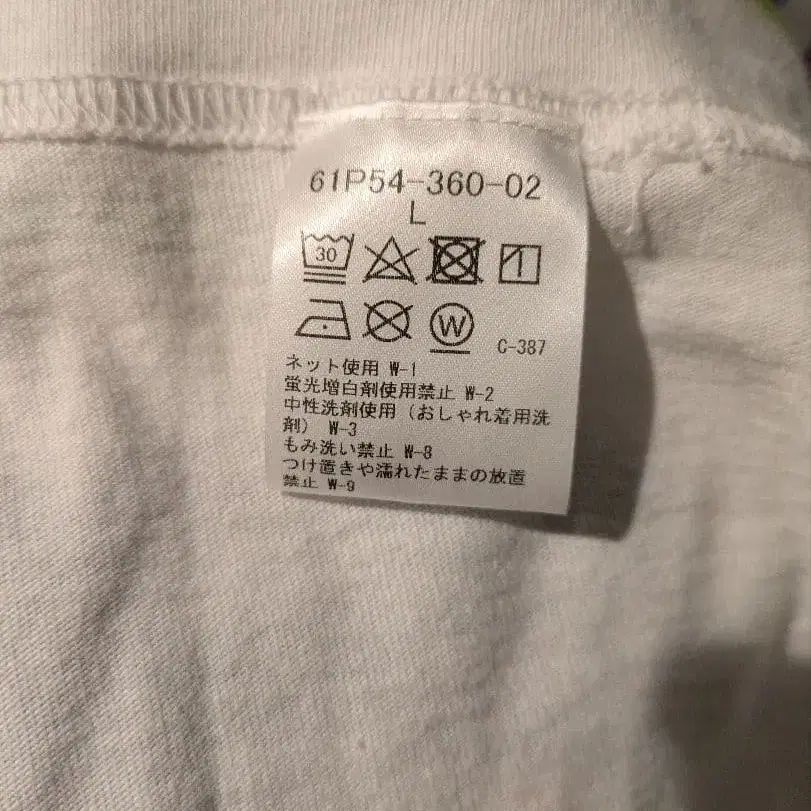 61P54-360-02
L
30
W
C-387
ネット使用 W-1
蛍光増白剤使用禁止 W-2
中性洗剤使用（おしゃれ着用洗
剤） W-3
もみ洗い禁止 W-8
つけ置きや濡れたままの放置
禁止 W-9